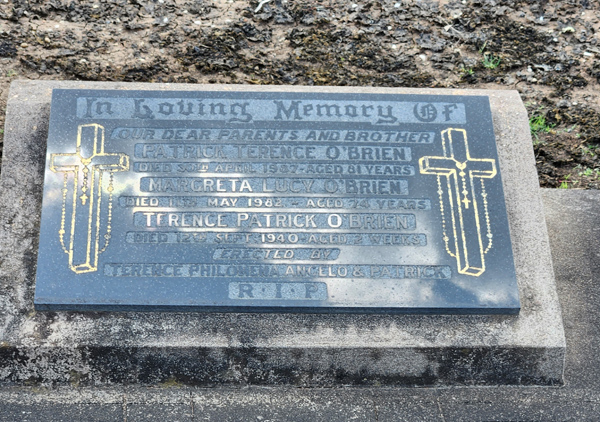 In Loving Memory Of
OUR DEAR PARENTS AND BROTHER
PATRICK TERENCE O'BRIEN
DIED APRIL 1987 - AGED 81 YEARS
MARGRETA LUCY O'BRIEN
DIED MAY 1982 - AGED 74 YEARS
TERENCE PATRICK O'BRIEN
DIED 12TH SEPT. 1940 - AGED 2 WEEKS
ERECTED BY
TERENCE PHILOMENA ANGELO & PATRICK
R·I·P